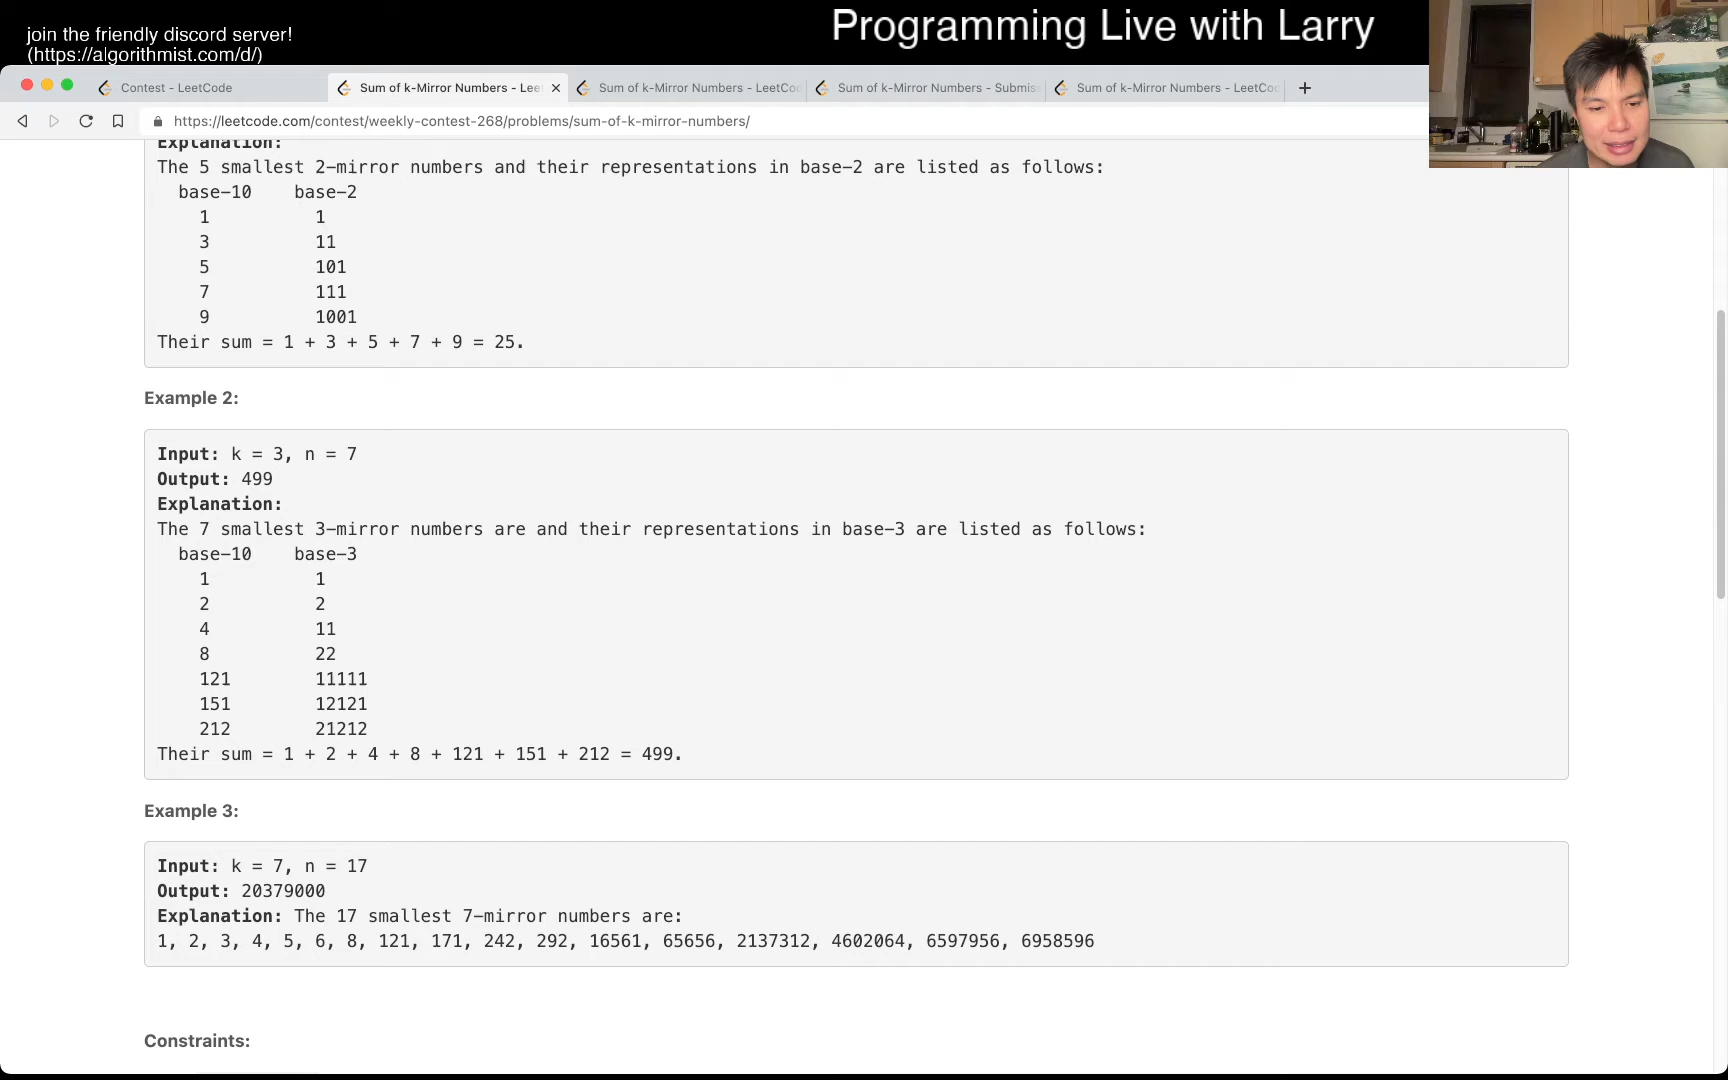 join the friendly discord server!
(https://algorithmist.com/d/)
Programming Live with Larry
Contest - LeetCode
Sum of k-Mirror Numbers - Leet
Sum of k-Mirror Numbers - LeetCo
Sum of k-Mirror Numbers - Submis
Sum of k-Mirror Numbers - LeetCo
https://leetcode.com/contest/weekly-contest-268/problems/sum-of-k-mirror-numbers/
Explanation:
The 5 smallest 2-mirror numbers and their representations in base-2 are listed as follows:
base-10 base-2
1 1
3 11
5 101
7 111
9 1001
Their sum = 1 + 3 + 5 + 7 + 9 = 25.
Example 2:
Input: k = 3, n = 7
Output: 499
Explanation:
The 7 smallest 3-mirror numbers are and their representations in base-3 are listed as follows:
base-10 base-3
1 1
2 2
4 11
8 22
121 11111
151 12121
212 21212
Their sum = 1 + 2 + 4 + 8 + 121 + 151 + 212 = 499.
Example 3:
Input: k = 7, n = 17
Output: 20379000
Explanation: The 17 smallest 7-mirror numbers are:
1, 2, 3, 4, 5, 6, 8, 121, 171, 242, 292, 16561, 65656, 2137312, 4602064, 6597956, 6958596
Constraints: